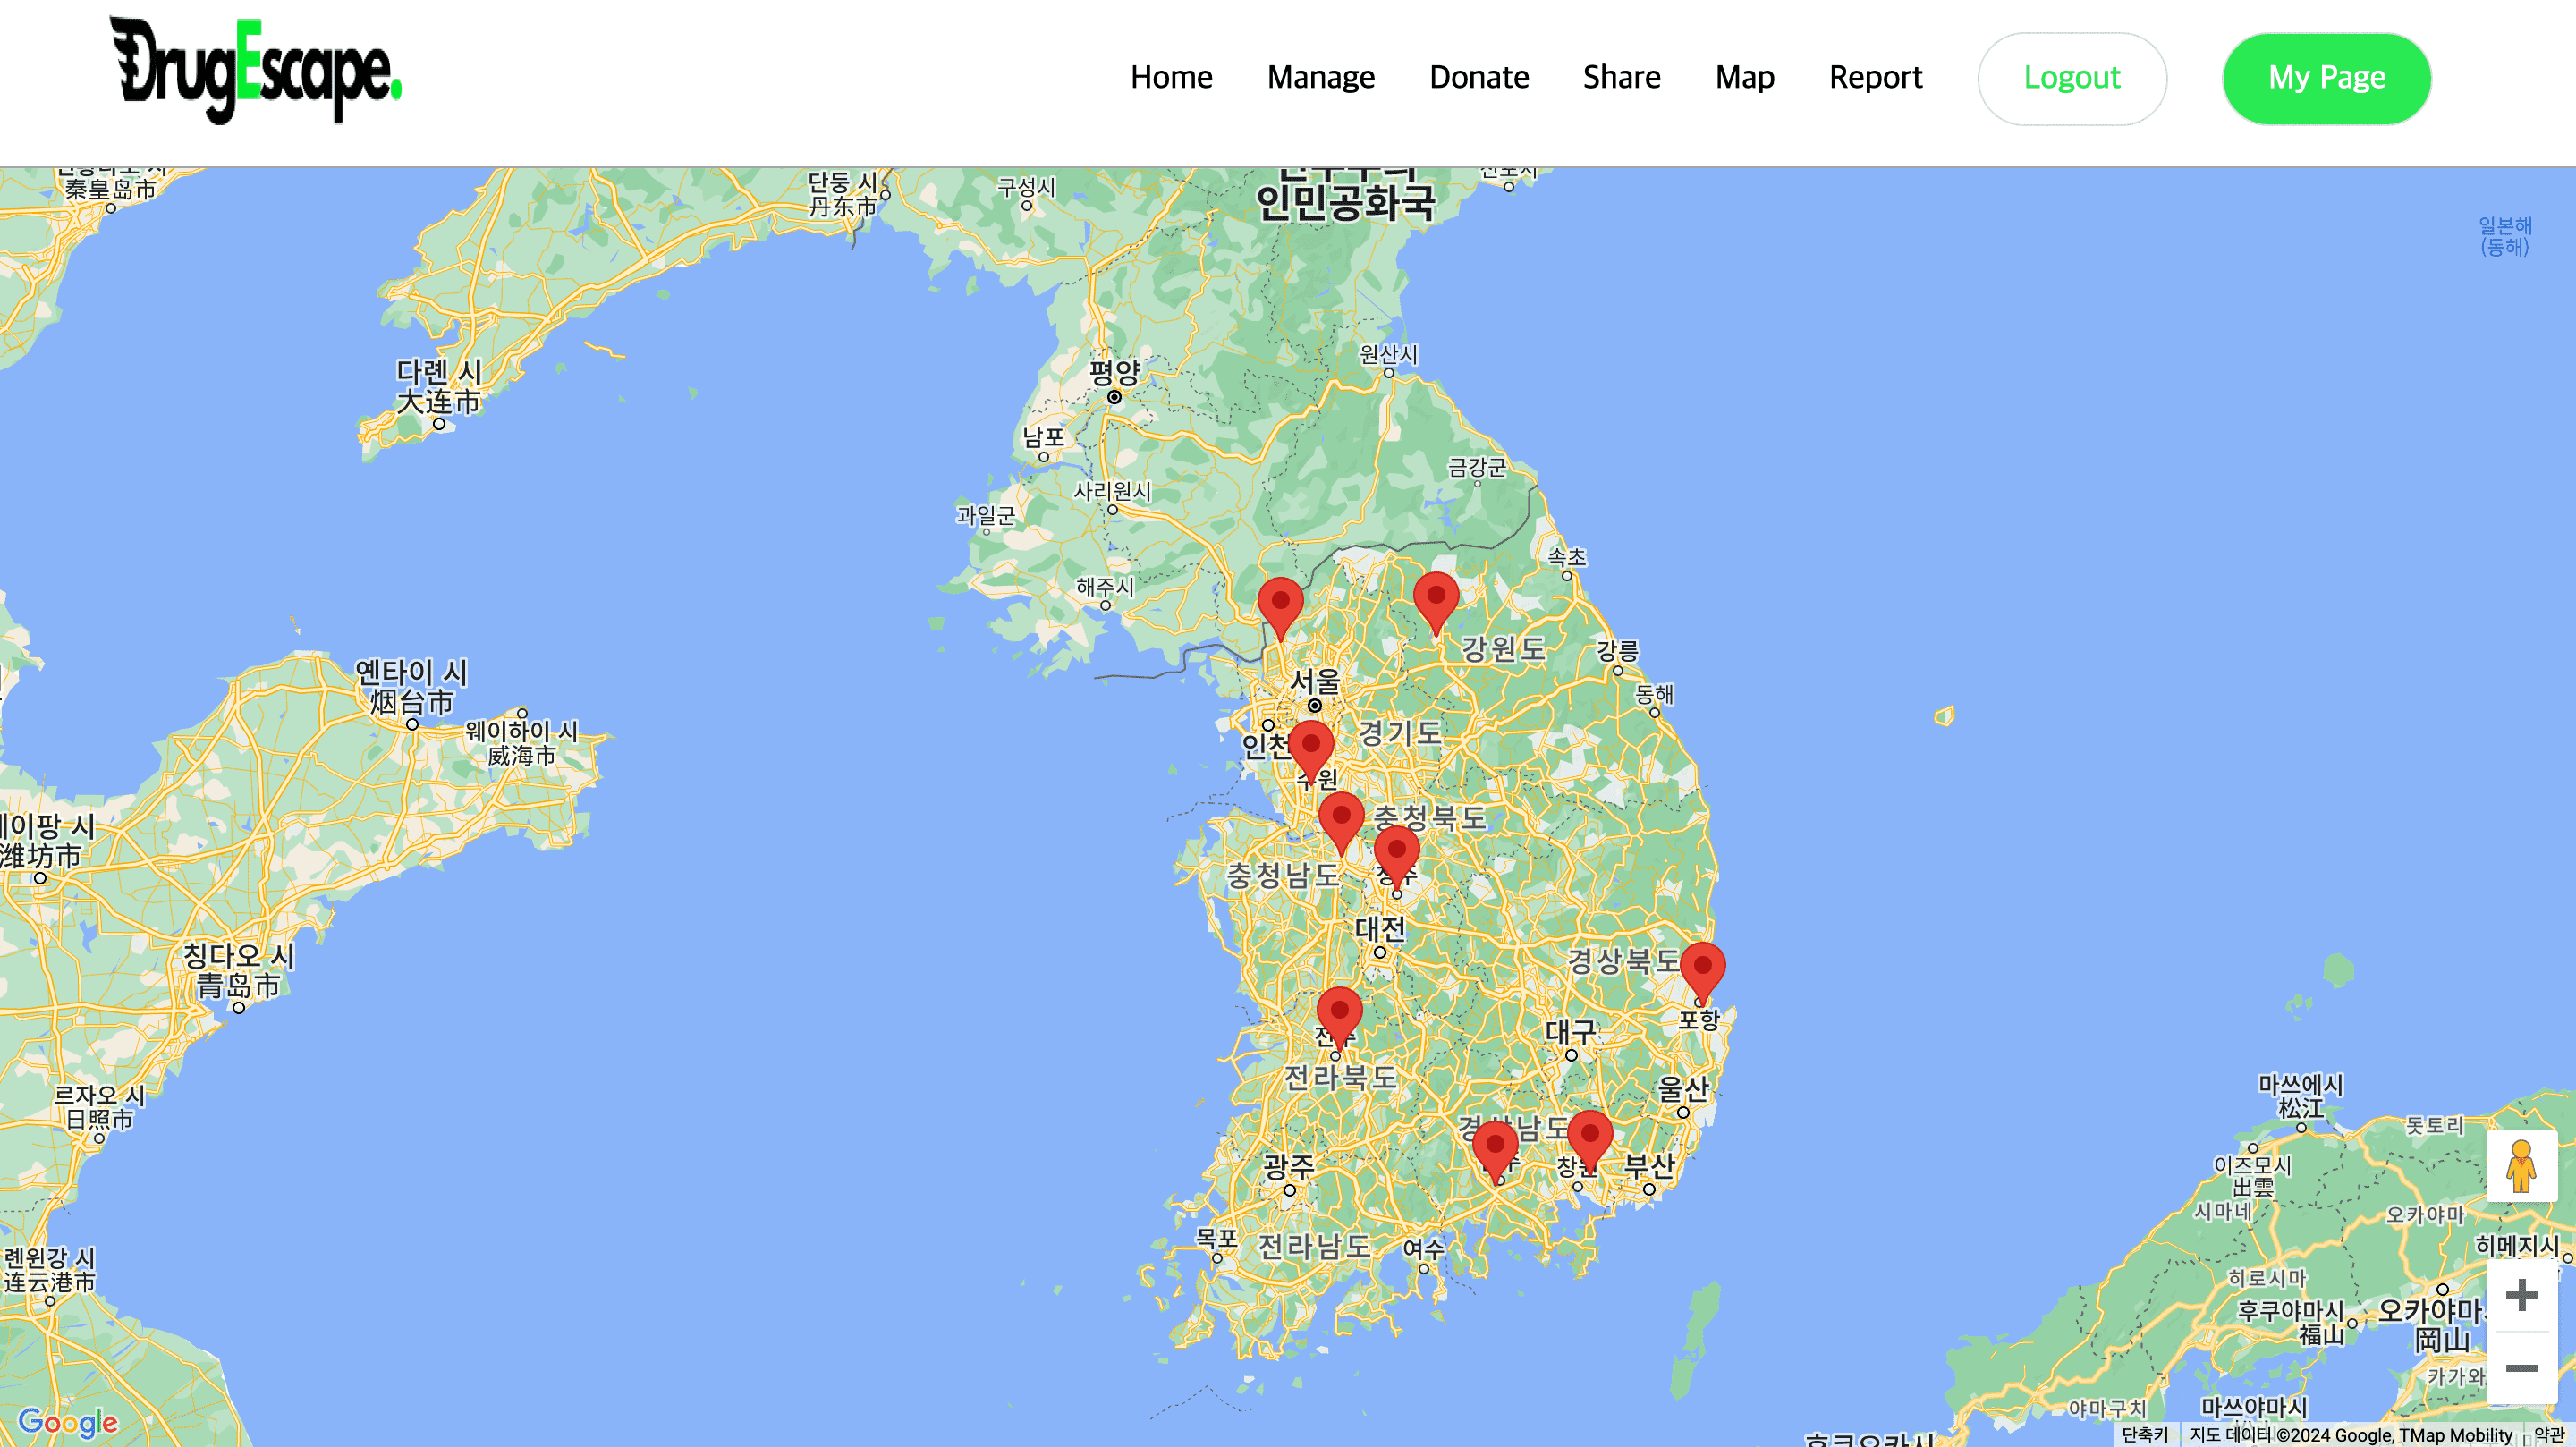 DrugEscape.
Home Manage Donate Share Map Report Logout My Page
秦皇岛市
단둥 시
丹东市
구성시
인민공화국
일본해
(동해)
다롄 시
大连市
평양
원산시
남포
금강군
사리원시
과일군
해주시
속초
강원도
강릉
서울
동해
옌타이 시
烟台市
웨이하이 시
威海市
인천
경기도
수원
충청북도
충청남도
대전
경상북도
潍坊市
칭다오 시
青岛市
포항
대구
전라북도
울산
르자오 시
日照市
창원
부산
광주
목포
전라남도
여수
롄윈강 시
连云港市
마쓰에시
松江
돗토리
이즈모시
出雲
시마네
오카야마
히메지시
히로시마
후쿠야마시
福山
오카야마
岡山
카가와
야마구치
마쓰야마시
Google
단축키 지도 데이터 ©2024 Google, TMap Mobility 약관